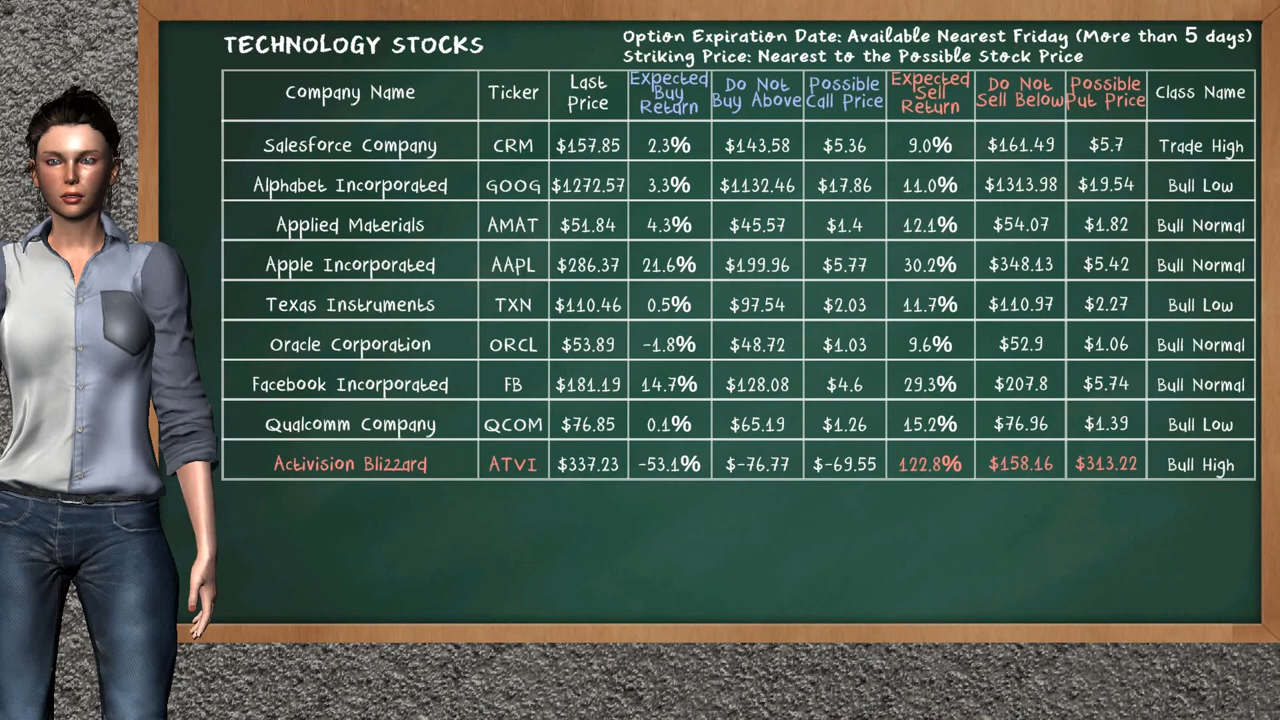 TECHNOLOGY STOCKS
Option Expiration Date: Available Nearest Friday (More than 5 days)
Striking Price: Nearest to the Possible Stock Price
Company Name Ticker Last Price Expected Buy Return Do Not Buy Above Possible Call Price Expected Sell Return Do Not Sell Below Possible Put Price Class Name
Salesforce Company CRM $157.85 2.3% $143.58 $5.36 9.0% $161.49 $5.7 Trade High
Alphabet Incorporated GOOG $1272.57 3.3% $1132.46 $17.86 11.0% $1313.98 $19.54 Bull Low
Applied Materials AMAT $51.84 4.3% $45.57 $1.4 12.1% $54.07 $1.82 Bull Normal
Apple Incorporated AAPL $286.37 21.6% $199.96 $5.77 30.2% $348.13 $5.42 Bull Normal
Texas Instruments TXN $110.46 0.5% $97.54 $2.03 11.7% $110.97 $2.27 Bull Low
Oracle Corporation ORCL $53.89 -1.8% $48.72 $1.03 9.6% $52.9 $1.06 Bull Normal
Facebook Incorporated FB $181.19 14.7% $128.08 $4.6 29.3% $207.8 $5.74 Bull Normal
Qualcomm Company QCOM $76.85 0.1% $65.19 $1.26 15.2% $76.96 $1.39 Bull Low
Activision Blizzard ATVI $337.23 -53.1% $-76.77 $-69.55 122.8% $158.16 $313.22 Bull High